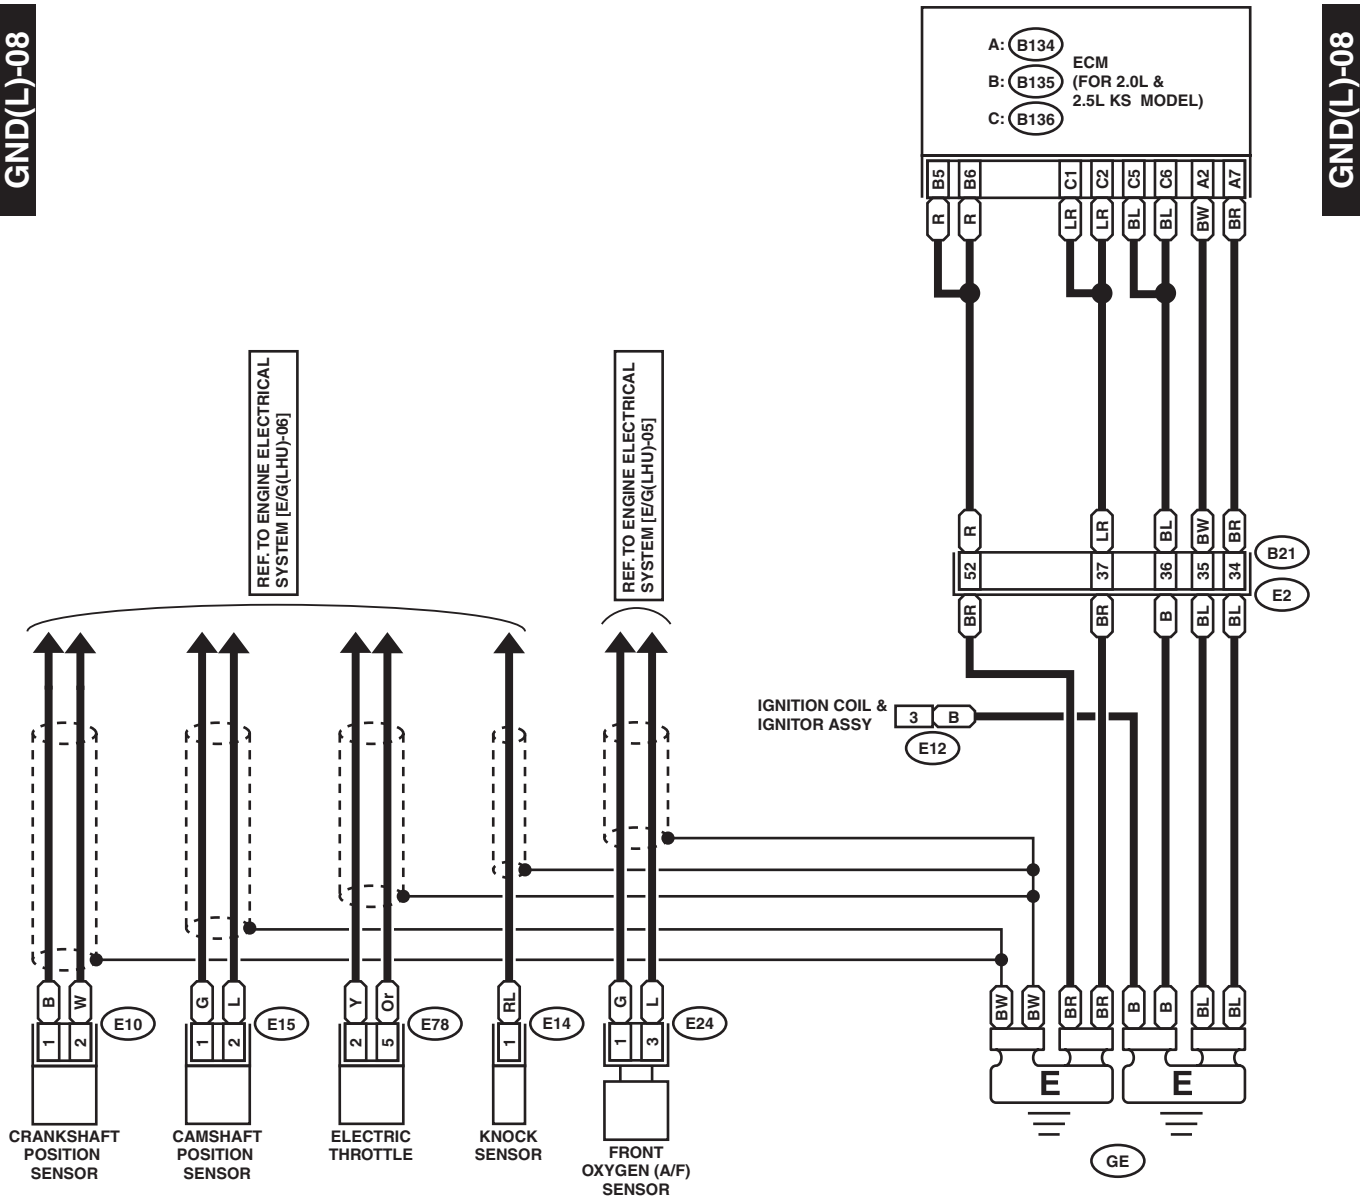 GND(L)-08
GND(L)-08
A: B134
B: B135
C: B136
ECM
(FOR 2.0L &
2.5L KS MODEL)
B5 B6 C1 C2 C5 C6 A2 A7
R R LR LR BL BL BW BR
REF. TO ENGINE ELECTRICAL
SYSTEM [E/G(LHU)-06]
REF. TO ENGINE ELECTRICAL
SYSTEM [E/G(LHU)-05]
R LR BL BW BR
B21
52 37 36 35 34
E2
BR BR B BL BL
IGNITION COIL &
IGNITOR ASSY
3 B
E12
B W G L Y Or RL G L BW BW BR BR B B BL BL
1 2 E10 1 2 E15 2 5 E78 1 E14 1 3 E24
E E
CRANKSHAFT
POSITION
SENSOR
CAMSHAFT
POSITION
SENSOR
ELECTRIC
THROTTLE
KNOCK
SENSOR
FRONT
OXYGEN (A/F)
SENSOR
GE